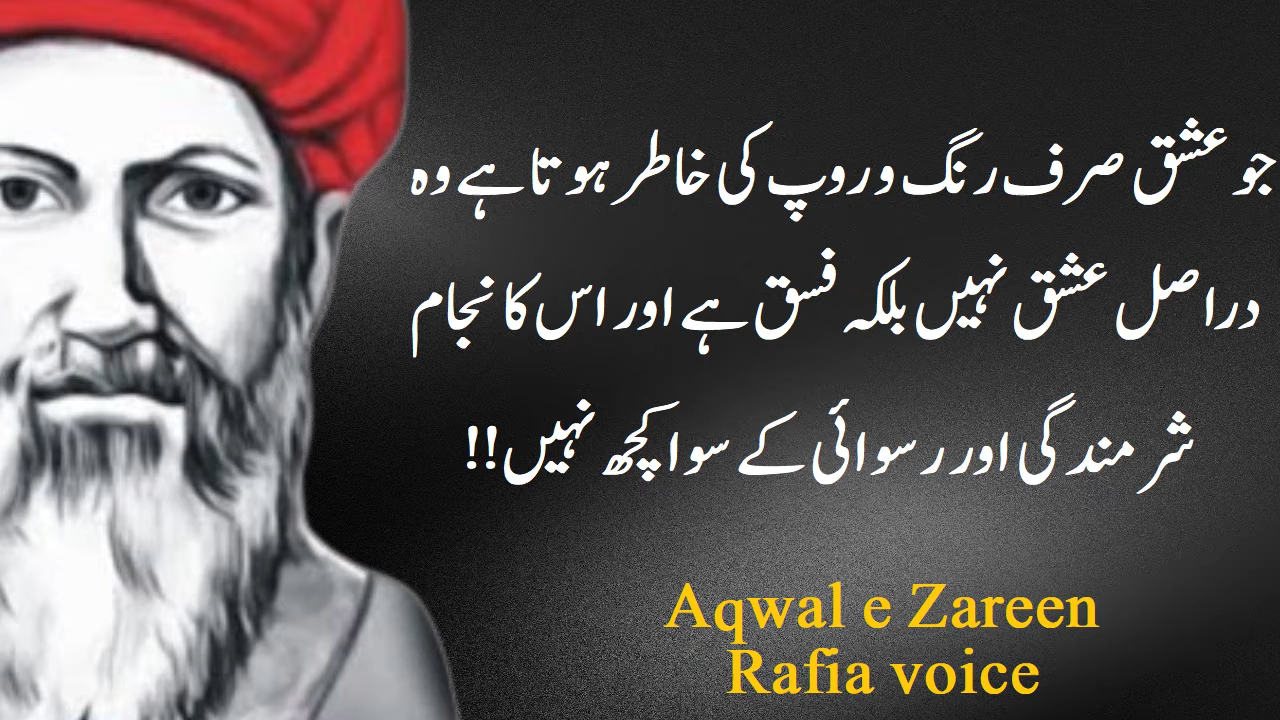 جو عشق صرف رنگ و روپ کی خاطر ہوتا ہے وہ
دراصل عشق نہیں بلکہ فسق ہے اور اس کا نجام
شرمندگی اور رسوائی کے سوا کچھ نہیں!!
Aqwal e Zareen
Rafia voice